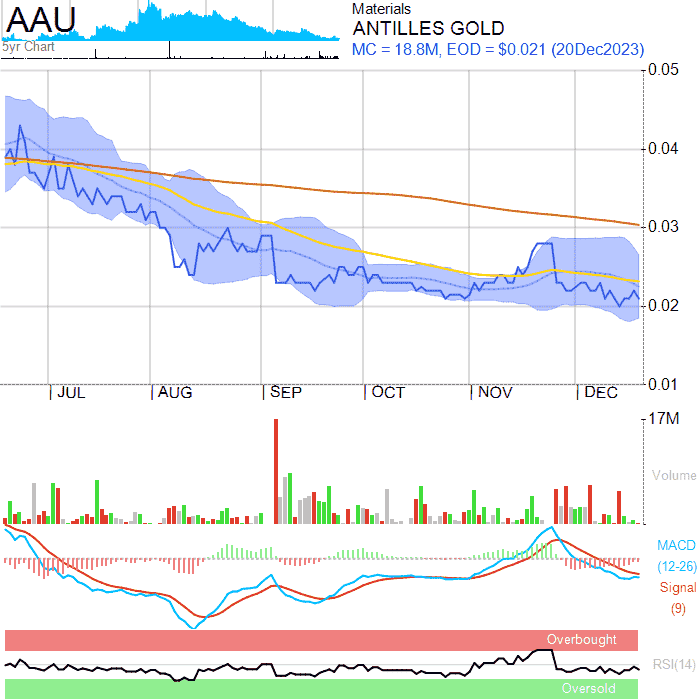 AAU
5yr Chart
Materials
ANTILLES GOLD
MC = 18.8M, EOD = $0.021 (20Dec2023)
0.05
0.04
0.03
0.02
0.01
JUL AUG SEP OCT NOV DEC
17M
Volume
MACD
(12-26)
Signal
(9)
Overbought
RSI(14)
Oversold